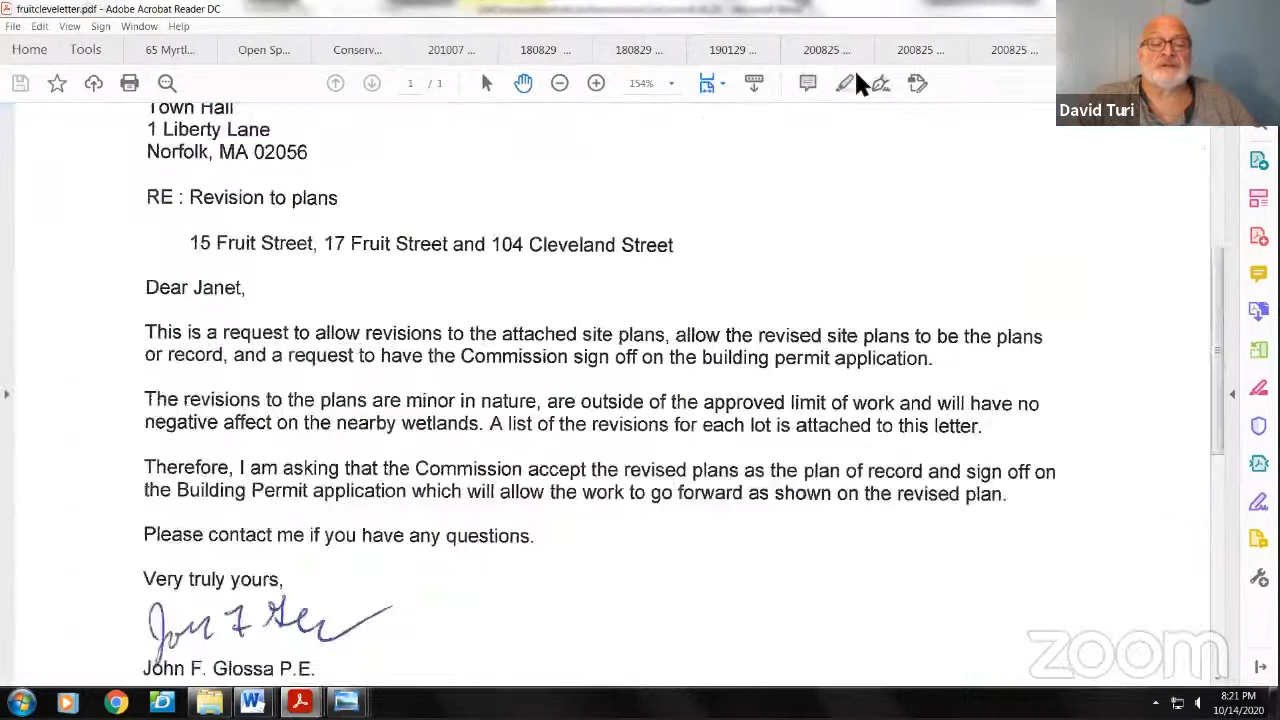 fruitcleveletter.pdf - Adobe Acrobat Reader DC
File Edit View Sign Window Help
Home Tools 65 Myrtl... Open Sp... Conserv... 201007 ... 180829 ... 180829 ... 190129 ... 200825 ... 200825 ... 200825 ...
1 / 1 154%
David Turi
Town Hall
1 Liberty Lane
Norfolk, MA 02056
RE : Revision to plans
15 Fruit Street, 17 Fruit Street and 104 Cleveland Street
Dear Janet,
This is a request to allow revisions to the attached site plans, allow the revised site plans to be the plans
or record, and a request to have the Commission sign off on the building permit application.
The revisions to the plans are minor in nature, are outside of the approved limit of work and will have no
negative affect on the nearby wetlands. A list of the revisions for each lot is attached to this letter.
Therefore, I am asking that the Commission accept the revised plans as the plan of record and sign off on
the Building Permit application which will allow the work to go forward as shown on the revised plan.
Please contact me if you have any questions.
Very truly yours,
John F. Glossa P.E.
zoom
8:21 PM
10/14/2020